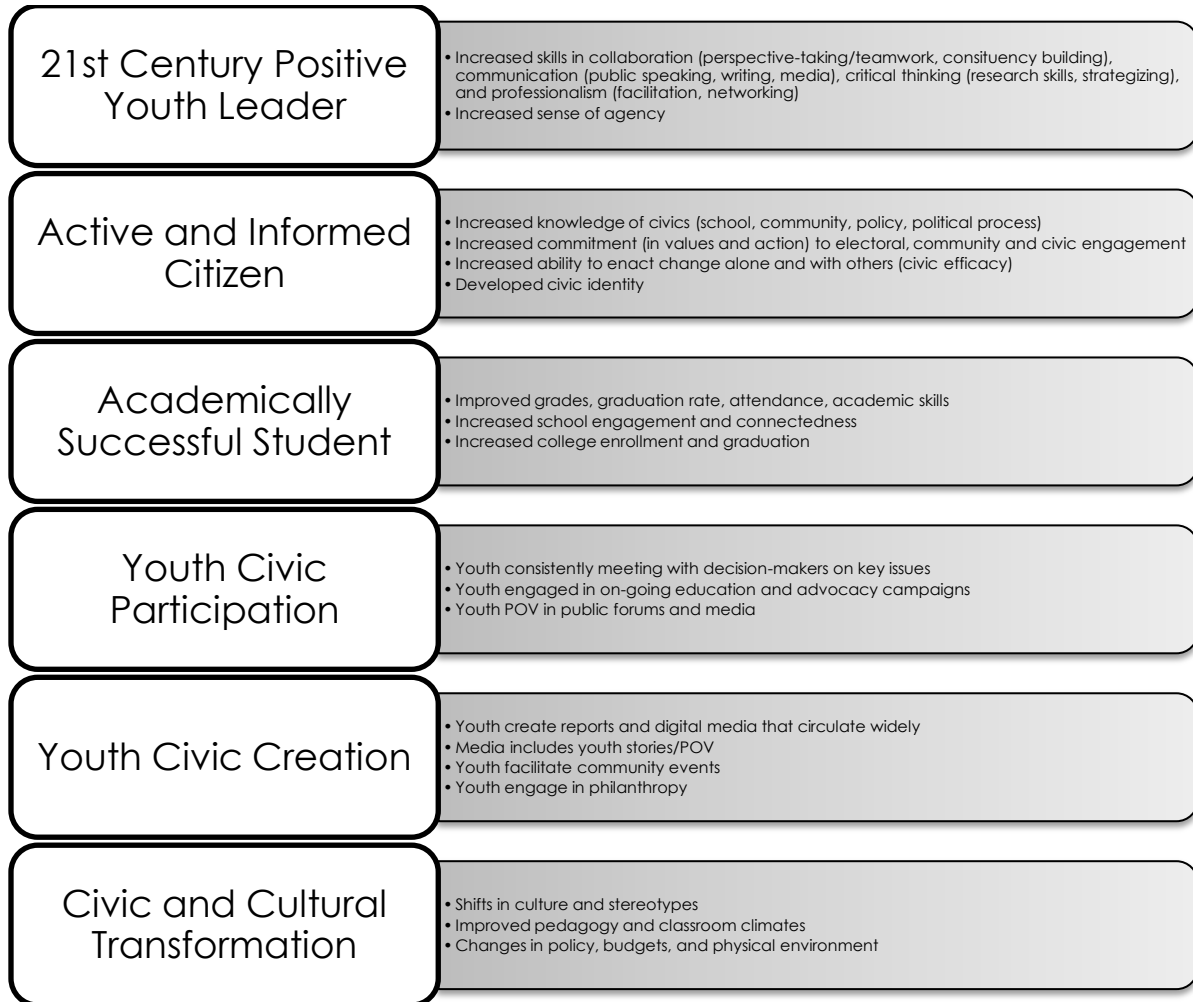 21st Century Positive
Youth Leader
• Increased skills in collaboration (perspective-taking/teamwork, consituency building),
communication (public speaking, writing, media), critical thinking (research skills, strategizing),
and professionalism (facilitation, networking)
• Increased sense of agency
Active and Informed
Citizen
• Increased knowledge of civics (school, community, policy, political process)
• Increased commitment (in values and action) to electoral, community and civic engagement
• Increased ability to enact change alone and with others (civic efficacy)
• Developed civic identity
Academically
Successful Student
• Improved grades, graduation rate, attendance, academic skills
• Increased school engagement and connectedness
• Increased college enrollment and graduation
Youth Civic
Participation
• Youth consistently meeting with decision-makers on key issues
• Youth engaged in on-going education and advocacy campaigns
• Youth POV in public forums and media
Youth Civic Creation
• Youth create reports and digital media that circulate widely
• Media includes youth stories/POV
• Youth facilitate community events
• Youth engage in philanthropy
Civic and Cultural
Transformation
• Shifts in culture and stereotypes
• Improved pedagogy and classroom climates
• Changes in policy, budgets, and physical environment